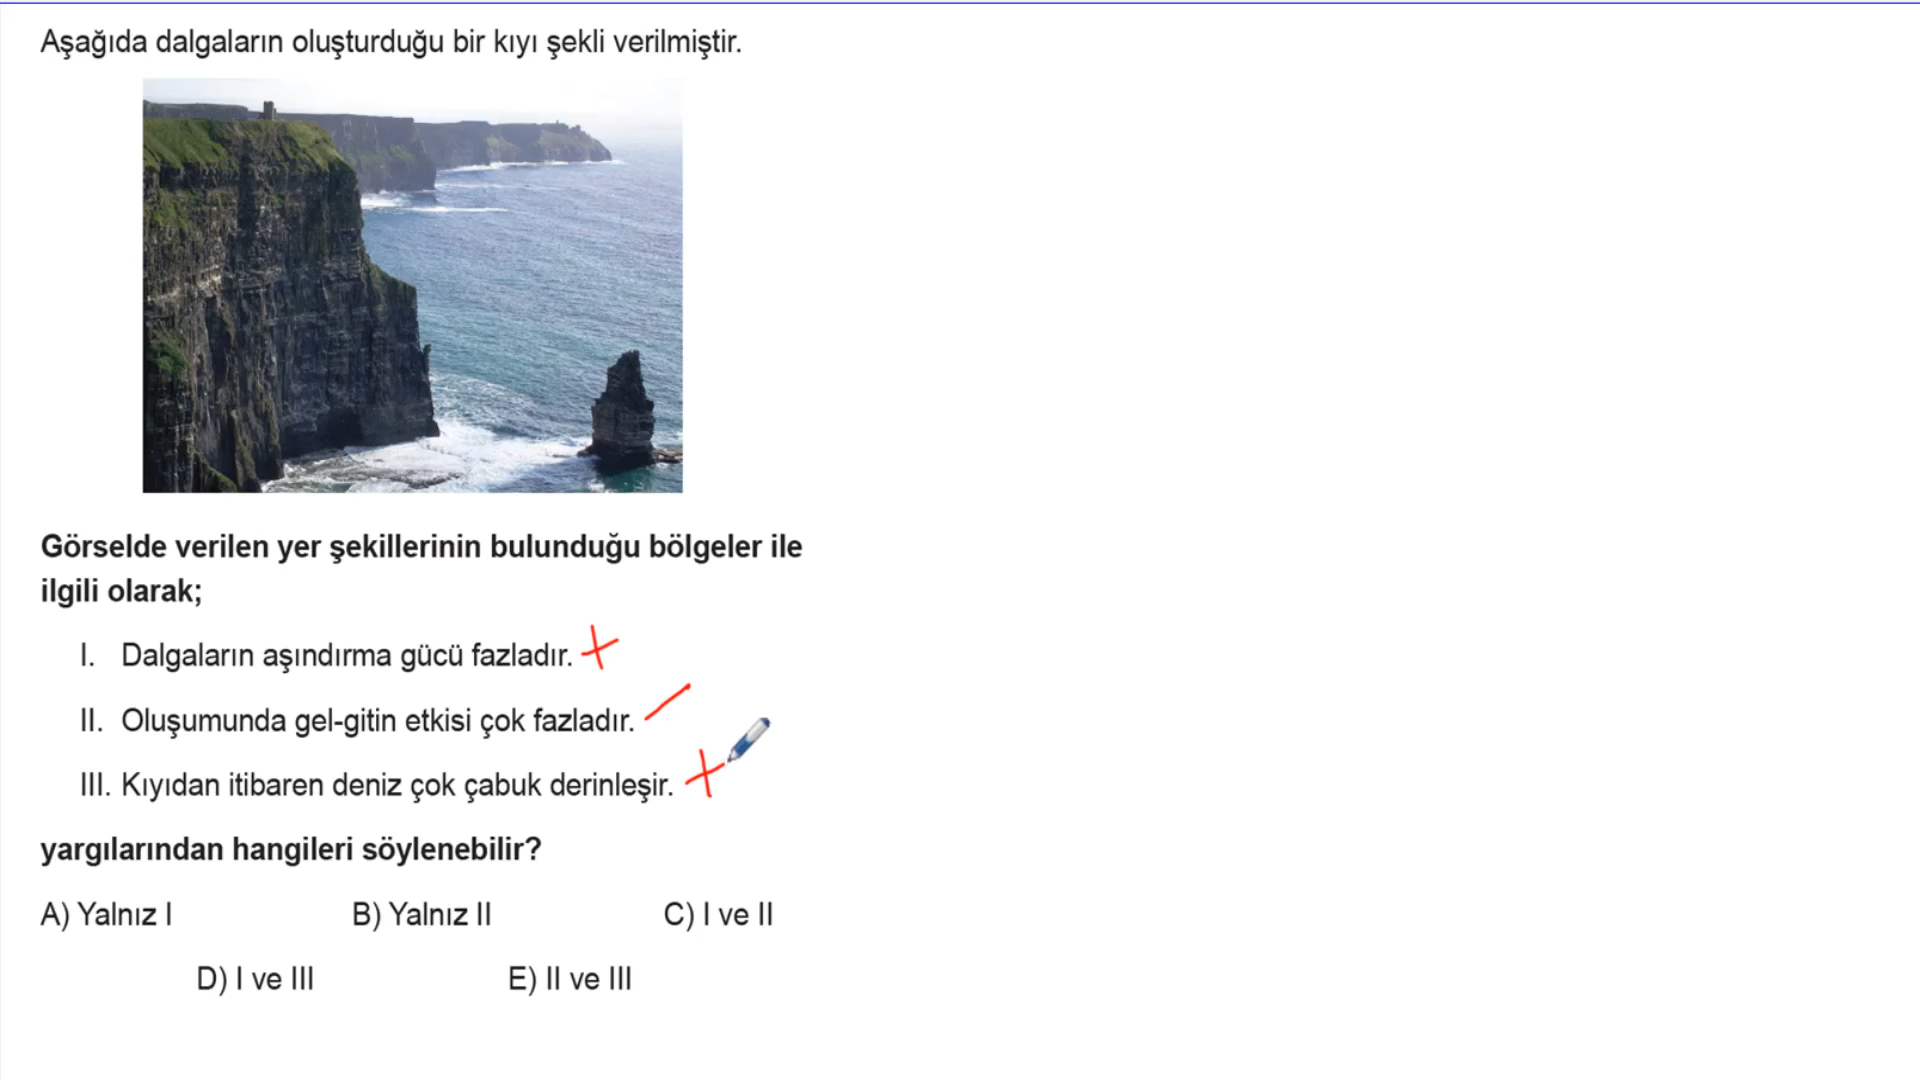 Aşağıda dalgaların oluşturduğu bir kıyı şekli verilmiştir.
Görselde verilen yer şekillerinin bulunduğu bölgeler ile
ilgili olarak;
I. Dalgaların aşındırma gücü fazladır. +
II. Oluşumunda gel-gitin etkisi çok fazladır. -
III. Kıyıdan itibaren deniz çok çabuk derinleşir. +
yargılarından hangileri söylenebilir?
A) Yalnız I B) Yalnız II C) I ve II
D) I ve III E) II ve III